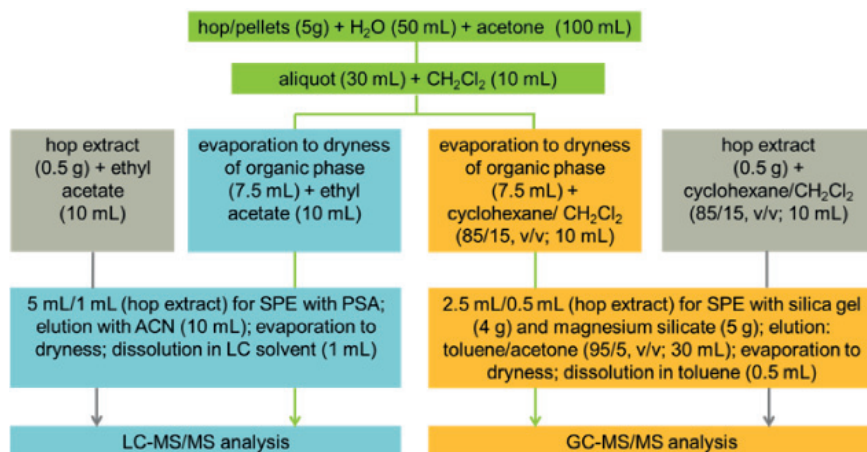 hop/pellets (5g) + H₂O (50 mL) + acetone (100 mL)
aliquot (30 mL) + CH₂Cl₂ (10 mL)
hop extract
(0.5 g) + ethyl
acetate
(10 mL)
evaporation to dryness
of organic phase
(7.5 mL) + ethyl
acetate (10 mL)
evaporation to dryness
of organic phase
(7.5 mL) +
cyclohexane/ CH₂Cl₂
(85/15, v/v; 10 mL)
hop extract
(0.5 g) +
cyclohexane/CH₂Cl₂
(85/15, v/v; 10 mL)
5 mL/1 mL (hop extract) for SPE with PSA;
elution with ACN (10 mL); evaporation to
dryness; dissolution in LC solvent (1 mL)
2.5 mL/0.5 mL (hop extract) for SPE with silica gel
(4 g) and magnesium silicate (5 g); elution:
toluene/acetone (95/5, v/v; 30 mL); evaporation to
dryness; dissolution in toluene (0.5 mL)
LC-MS/MS analysis
GC-MS/MS analysis